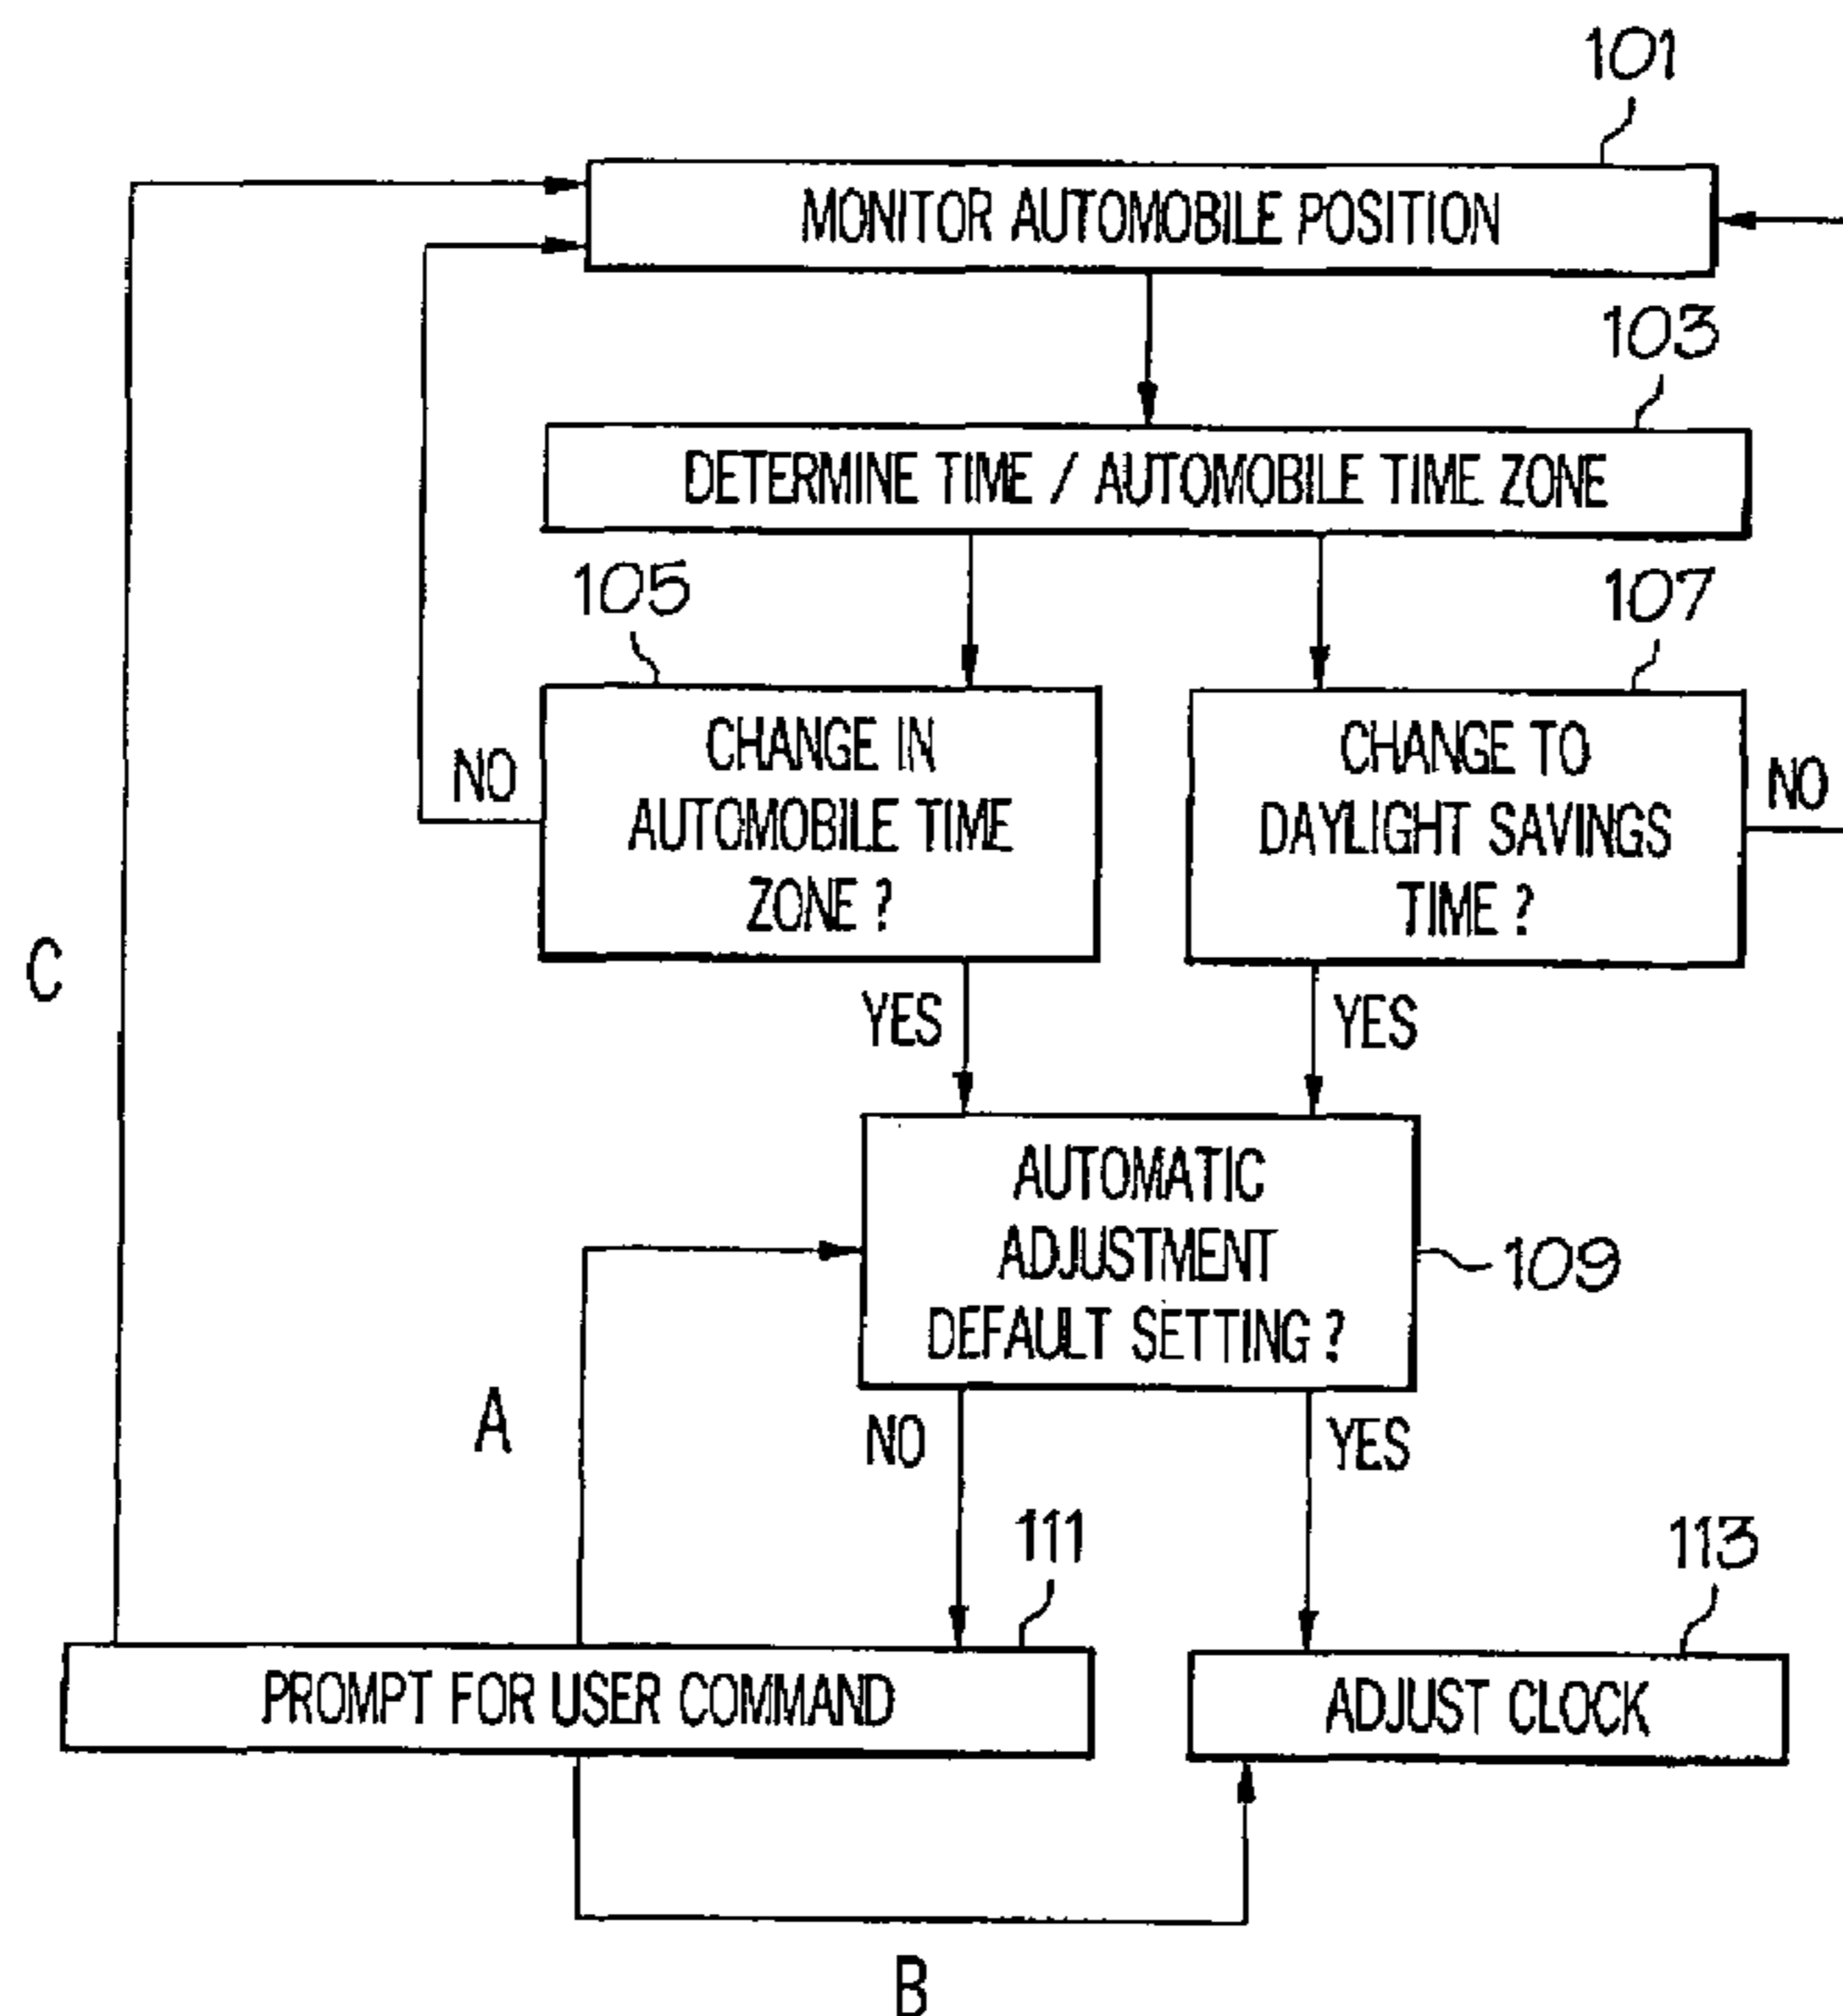 101
MONITOR AUTOMOBILE POSITION
103
DETERMINE TIME / AUTOMOBILE TIME ZONE
105
107
CHANGE IN
AUTOMOBILE TIME
ZONE ?
NO
CHANGE TO
DAYLIGHT SAVINGS
TIME ?
NO
C
YES
YES
AUTOMATIC
ADJUSTMENT
DEFAULT SETTING ?
109
A
NO
YES
111
113
PROMPT FOR USER COMMAND
ADJUST CLOCK
B